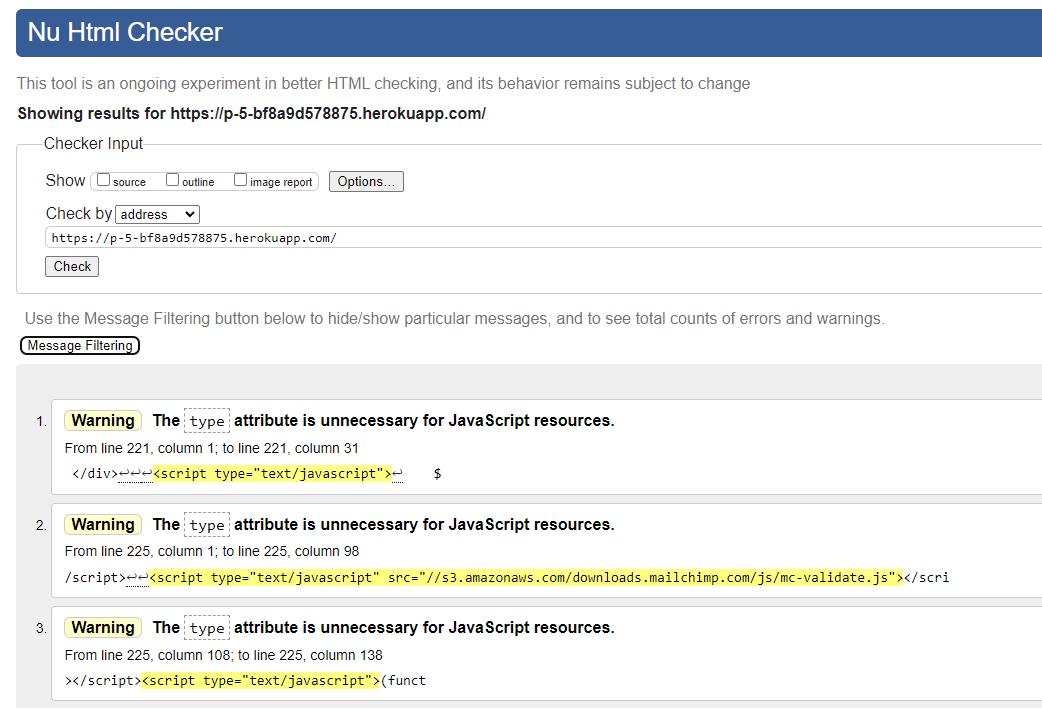 Nu Html Checker
This tool is an ongoing experiment in better HTML checking, and its behavior remains subject to change
Showing results for https://p-5-bf8a9d578875.herokuapp.com/
Checker Input
Show source outline image report Options...
Check by address
https://p-5-bf8a9d578875.herokuapp.com/
Check
Use the Message Filtering button below to hide/show particular messages, and to see total counts of errors and warnings.
Message Filtering
1. Warning The type attribute is unnecessary for JavaScript resources.
From line 221, column 1; to line 221, column 31
</div>↩↩↩<script type="text/javascript">↩    $
2. Warning The type attribute is unnecessary for JavaScript resources.
From line 225, column 1; to line 225, column 98
/script>↩↩<script type="text/javascript" src="//s3.amazonaws.com/downloads.mailchimp.com/js/mc-validate.js"></scri
3. Warning The type attribute is unnecessary for JavaScript resources.
From line 225, column 108; to line 225, column 138
></script><script type="text/javascript">(funct